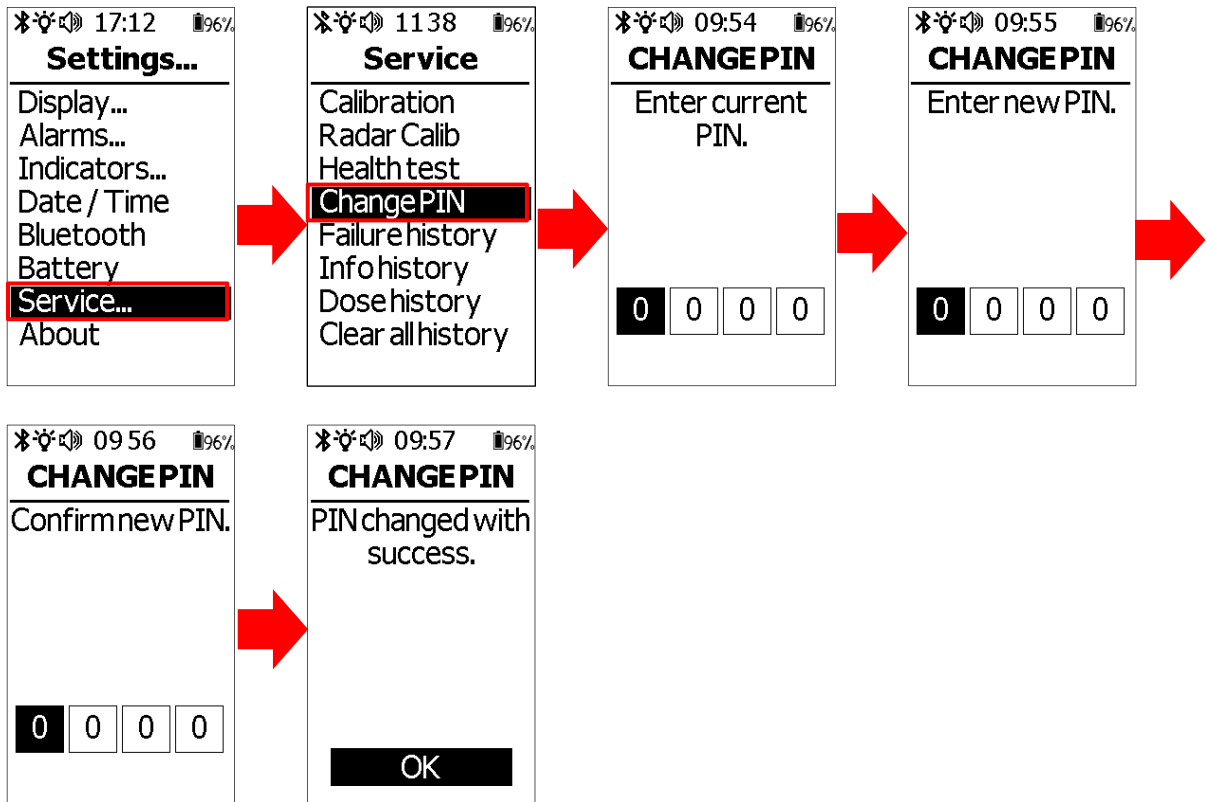 17:12 96%
Settings...
Display...
Alarms...
Indicators...
Date / Time
Bluetooth
Battery
Service...
About
1138 96%
Service
Calibration
Radar Calib
Health test
Change PIN
Failure history
Info history
Dose history
Clear all history
09:54 96%
CHANGE PIN
Enter current
PIN.
0 0 0 0
09:55 96%
CHANGE PIN
Enter new PIN.
0 0 0 0
09 56 96%
CHANGE PIN
Confirm new PIN.
0 0 0 0
09:57 96%
CHANGE PIN
PIN changed with
success.
OK